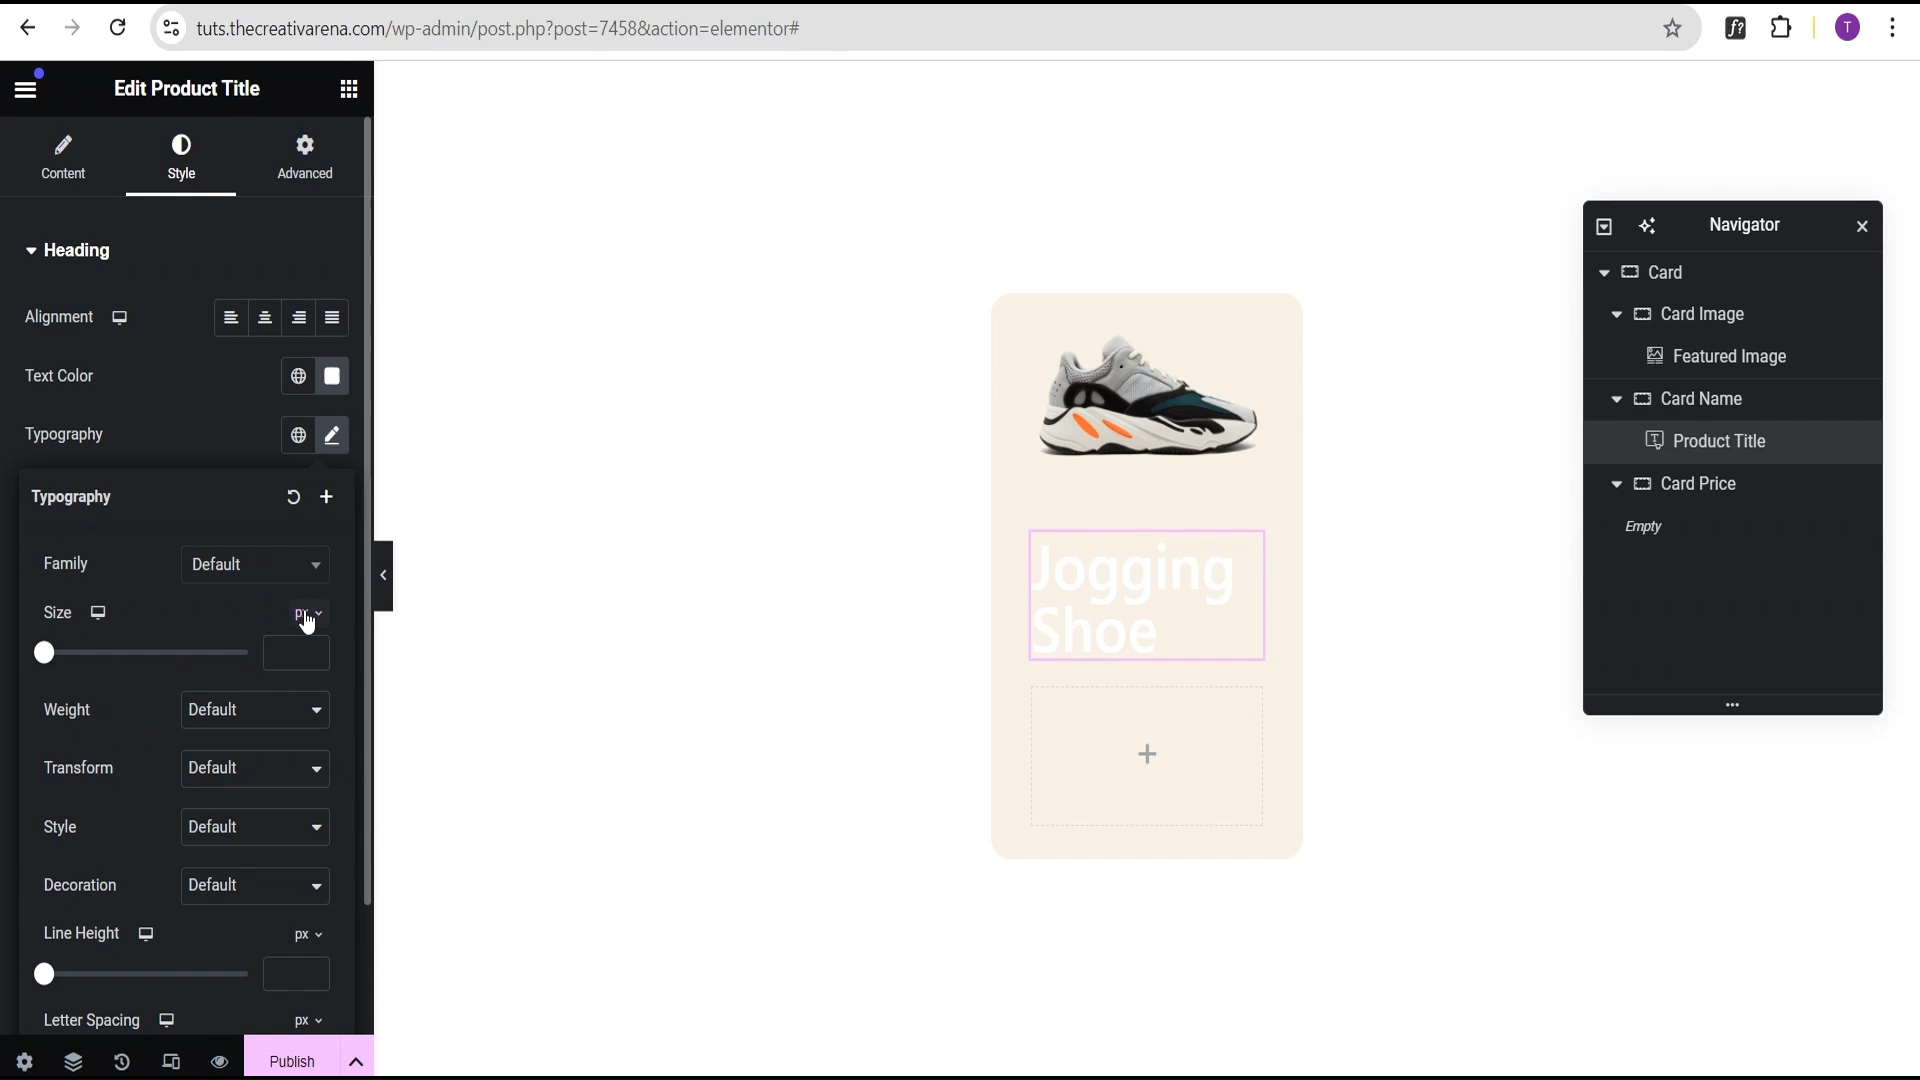 tuts.thecreativarena.com/wp-admin/post.php?post=7458&action=elementor#
f?
T
Edit Product Title
Content
Style
Advanced
Heading
Alignment
Text Color
Typography
Typography
Family
Default
Size
px
Weight
Default
Transform
Default
Style
Default
Decoration
Default
Line Height
px
Letter Spacing
px
Publish
Jogging
Shoe
Navigator
Card
Card Image
Featured Image
Card Name
Product Title
Card Price
Empty